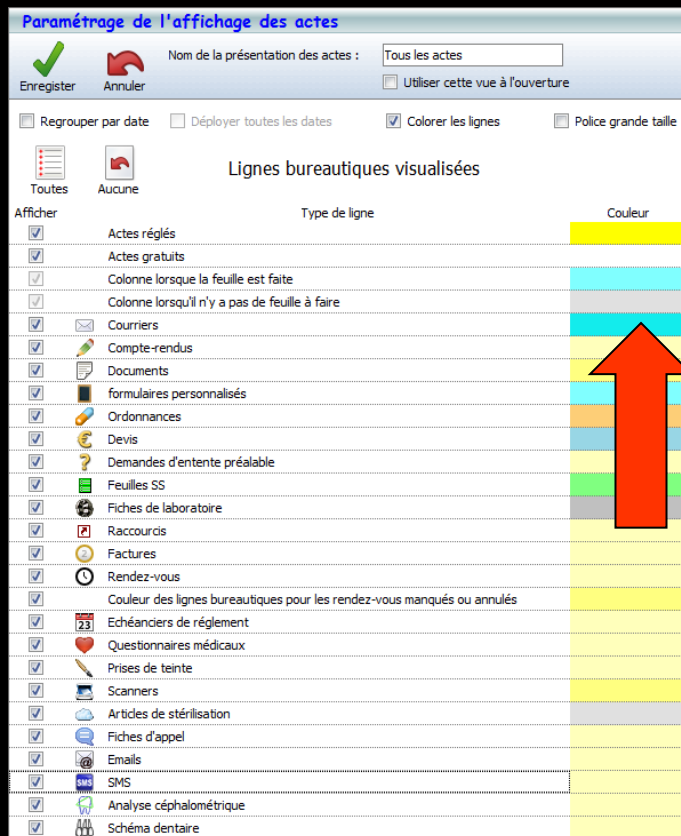 Paramétrage de l'affichage des actes
Nom de la présentation des actes : Tous les actes
Enregistrer Annuler Utiliser cette vue à l'ouverture
Regrouper par date Déployer toutes les dates Colorer les lignes Police grande taille
Lignes bureautiques visualisées
Toutes Aucune
Afficher Type de ligne Couleur
Actes réglés
Actes gratuits
Colonne lorsque la feuille est faite
Colonne lorsqu'il n'y a pas de feuille à faire
Courriers
Compte-rendus
Documents
formulaires personnalisés
Ordonnances
Devis
Demandes d'entente préalable
Feuilles SS
Fiches de laboratoire
Raccourcis
Factures
Rendez-vous
Couleur des lignes bureautiques pour les rendez-vous manqués ou annulés
23 Echéanciers de réglement
Questionnaires médicaux
Prises de teinte
Scanners
Articles de stérilisation
Fiches d'appel
Emails
SMS SMS
Analyse céphalométrique
Schéma dentaire